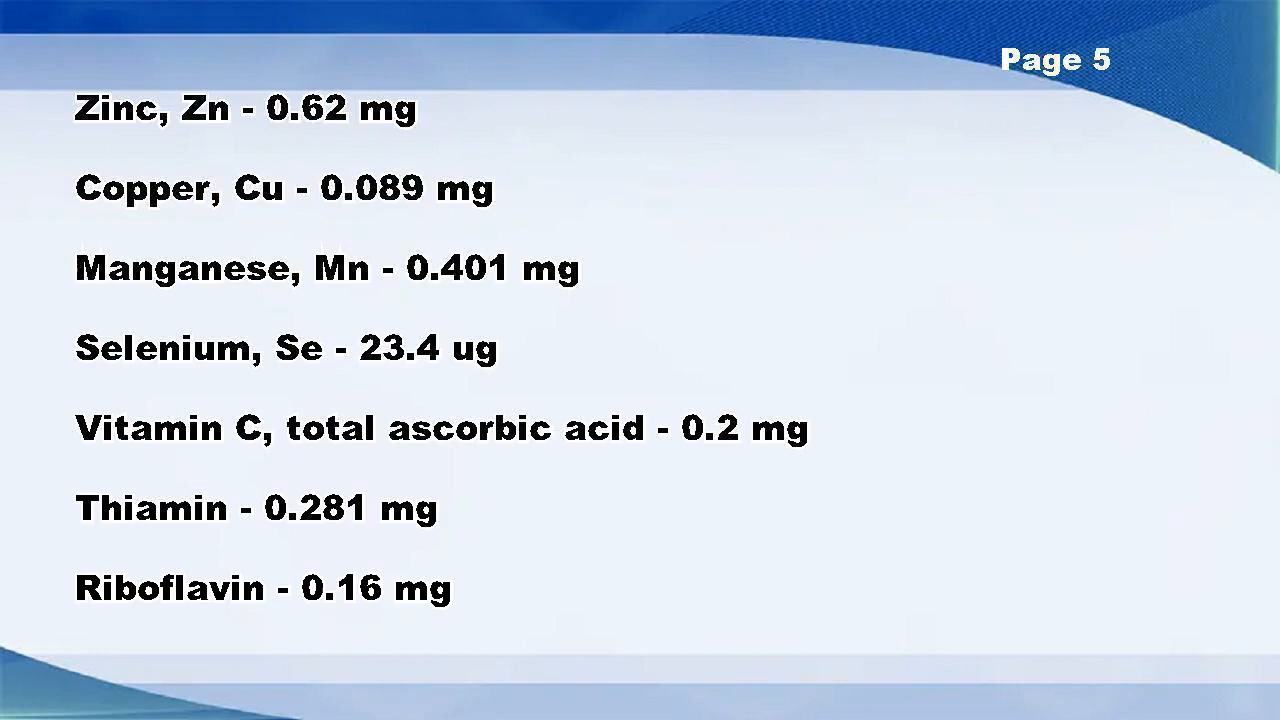 Page 5
Zinc, Zn - 0.62 mg
Copper, Cu - 0.089 mg
Manganese, Mn - 0.401 mg
Selenium, Se - 23.4 ug
Vitamin C, total ascorbic acid - 0.2 mg
Thiamin - 0.281 mg
Riboflavin - 0.16 mg